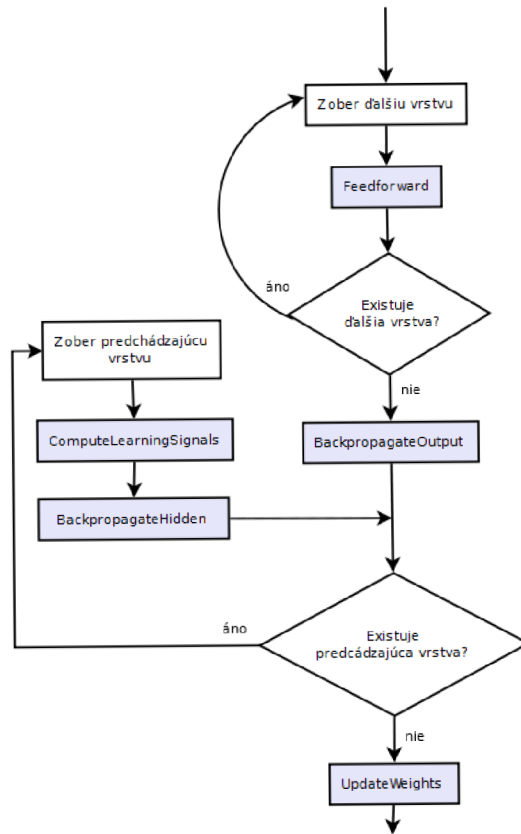 Zober ďalšiu vrstvu
Feedforward
áno
Existuje
ďalšia vrstva?
nie
Zober predchádzajúcu
vrstvu
ComputeLearningSignals
BackpropagateOutput
BackpropagateHidden
áno
Existuje
predcádzajúca vrstva?
nie
UpdateWeights